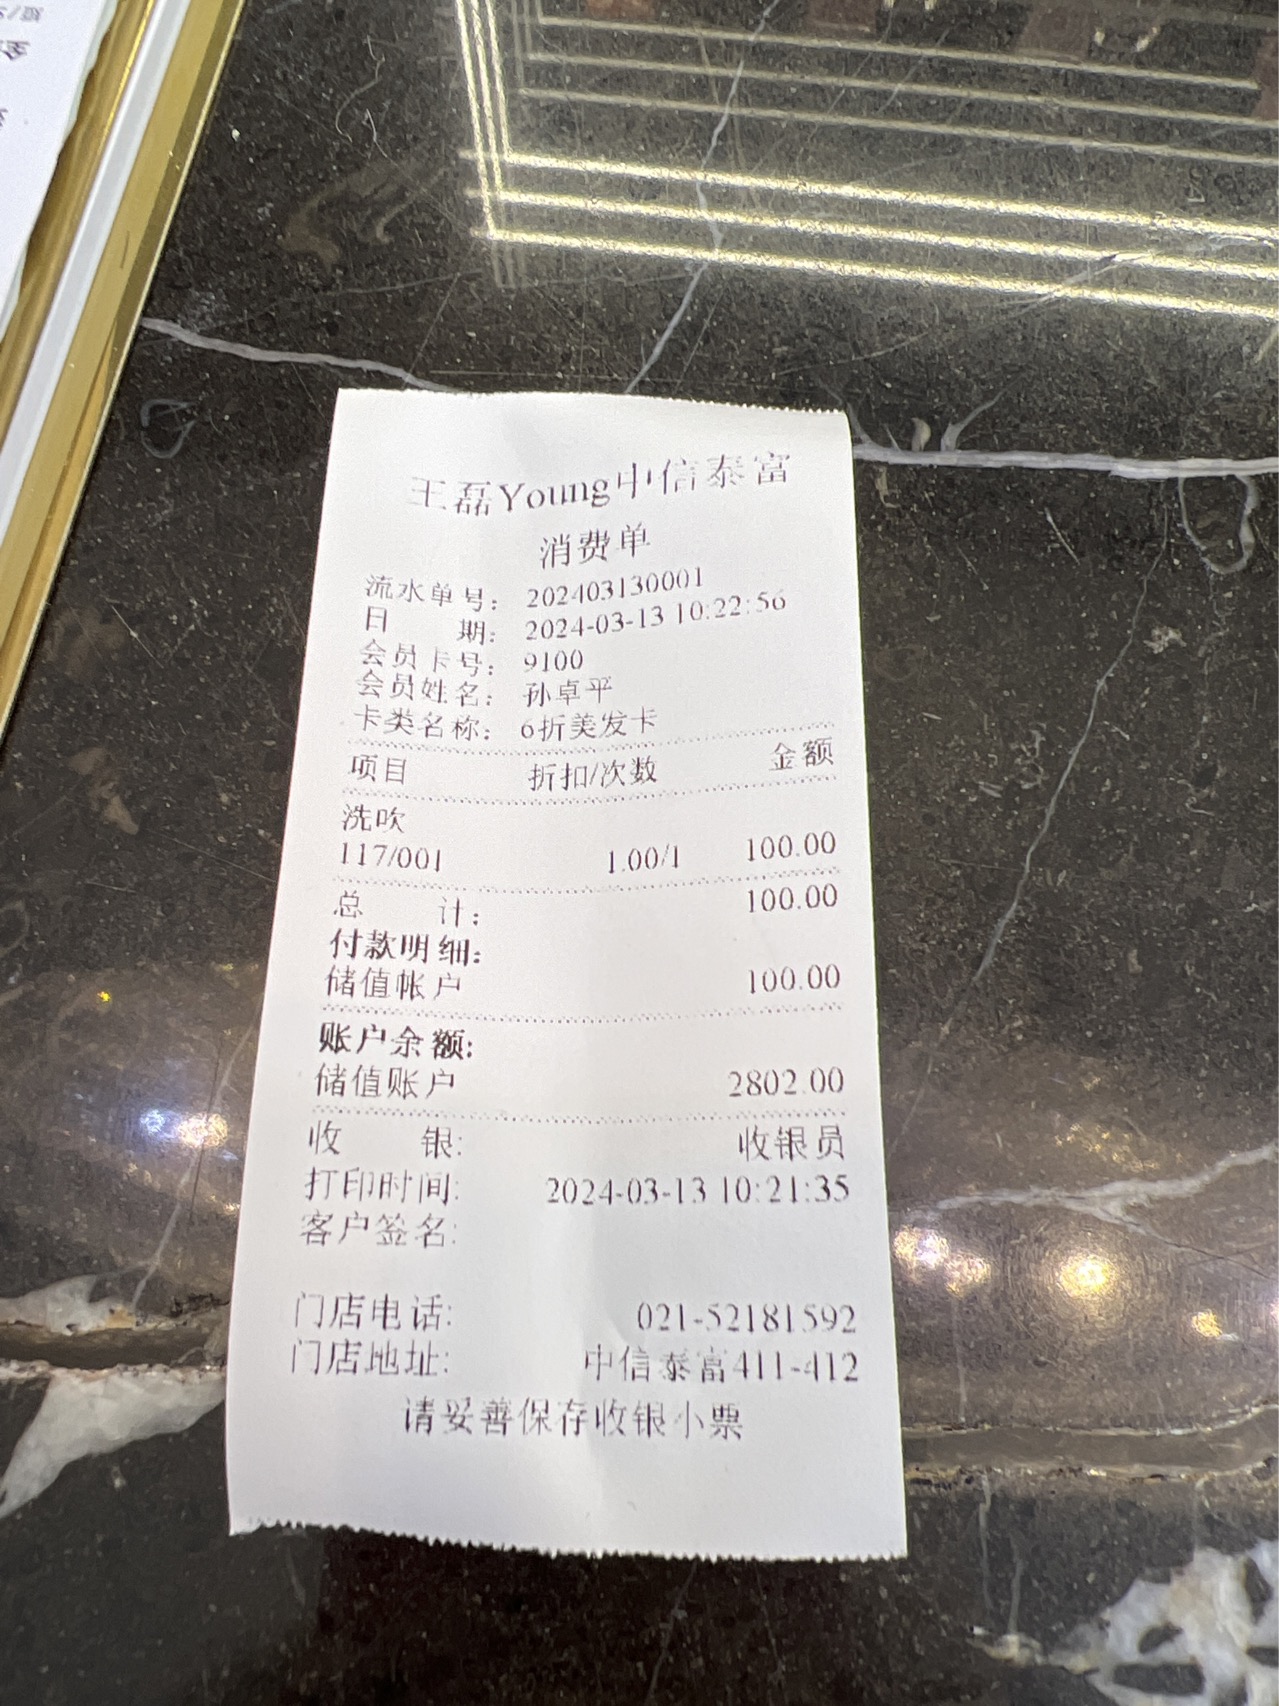 王磊Young中信泰富
消费单
流水单号: 202403130001
日 期: 2024-03-13 10:22:56
会员卡号: 9100
会员姓名: 孙卓平
卡类名称: 6折美发卡
项目 折扣/次数 金额
洗吹
117/001 1.00/1 100.00
总 计: 100.00
付款明细:
储值帐户 100.00
账户余额:
储值账户 2802.00
收 银: 收银员
打印时间: 2024-03-13 10:21:35
客户签名:
门店电话: 021-52181592
门店地址: 中信泰富411-412
请妥善保存收银小票